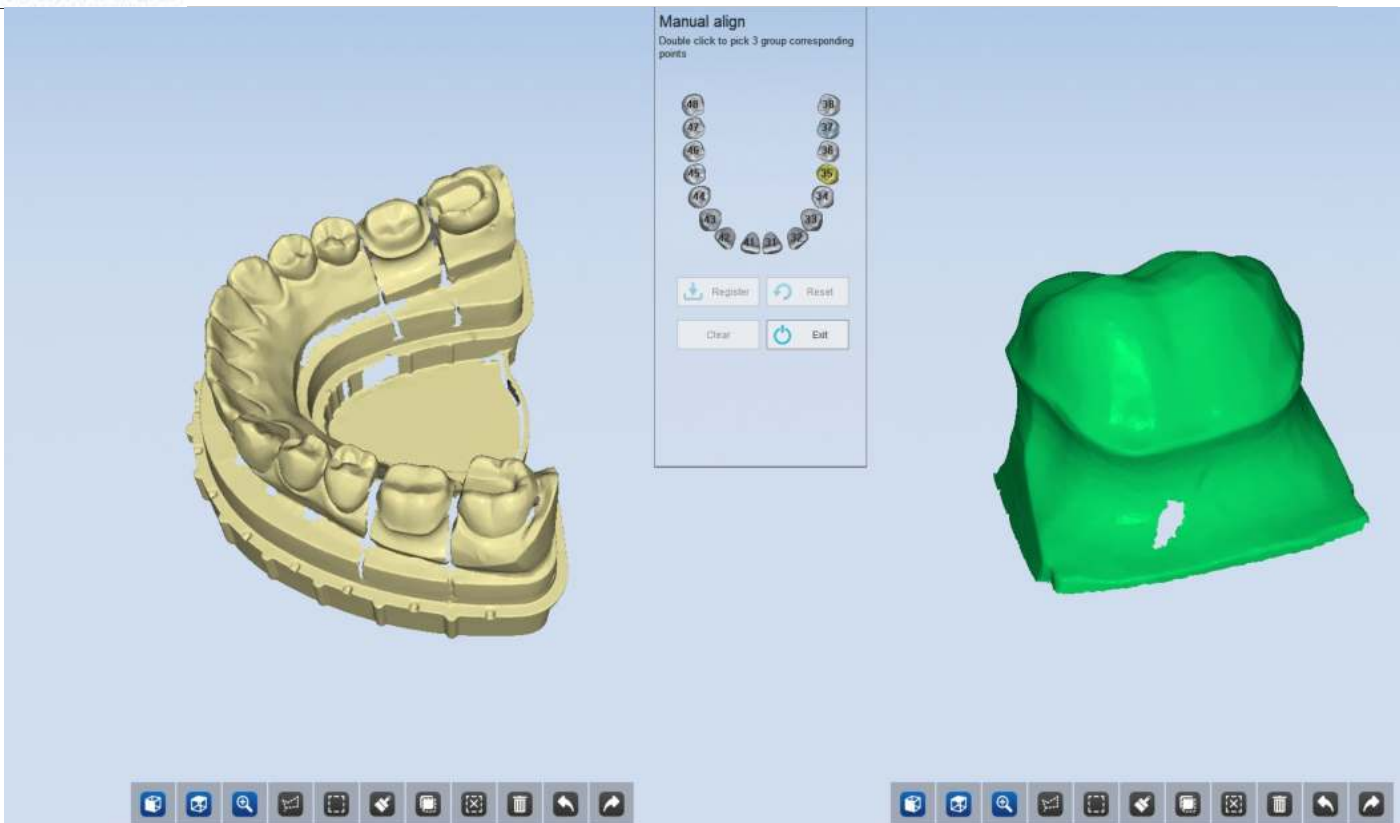 Manual align
Double click to pick 3 group corresponding
points
48 38
47 37
46 36
45 35
44 34
43 33
42 41 31 32
Register Reset
Clear Exit